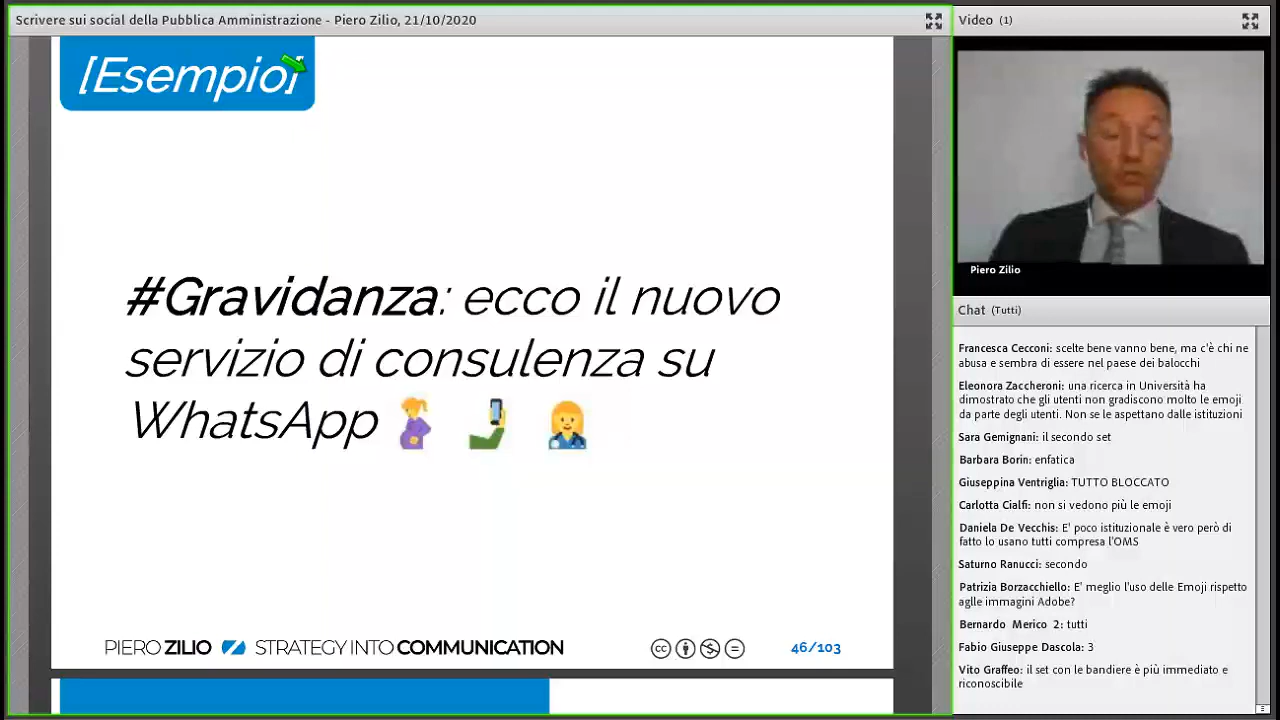 Scrivere sui social della Pubblica Amministrazione - Piero Zilio, 21/10/2020
[Esempio]
#Gravidanza: ecco il nuovo
servizio di consulenza su
WhatsApp
PIERO ZILIO STRATEGY INTO COMMUNICATION
cc
46/103
Video (1)
Piero Zilio
Chat (Tutti)
Francesca Cecconi: scelte bene vanno bene, ma c'è chi ne
abusa e sembra di essere nel paese dei balocchi
Eleonora Zaccheroni: una ricerca in Università ha
dimostrato che gli utenti non gradiscono molto le emoji
da parte degli utenti. Non se le aspettano dalle istituzioni
Sara Gemignani: il secondo set
Barbara Borin: enfatica
Giuseppina Ventriglia: TUTTO BLOCCATO
Carlotta Cialfi: non si vedono più le emoji
Daniela De Vecchis: E' poco istituzionale è vero però di
fatto lo usano tutti compresa l'OMS
Saturno Ranucci: secondo
Patrizia Borzacchiello: E' meglio l'uso delle Emoji rispetto
aglle immagini Adobe?
Bernardo Merico 2: tutti
Fabio Giuseppe Dascola: 3
Vito Graffeo: il set con le bandiere è più immediato e
riconoscibile